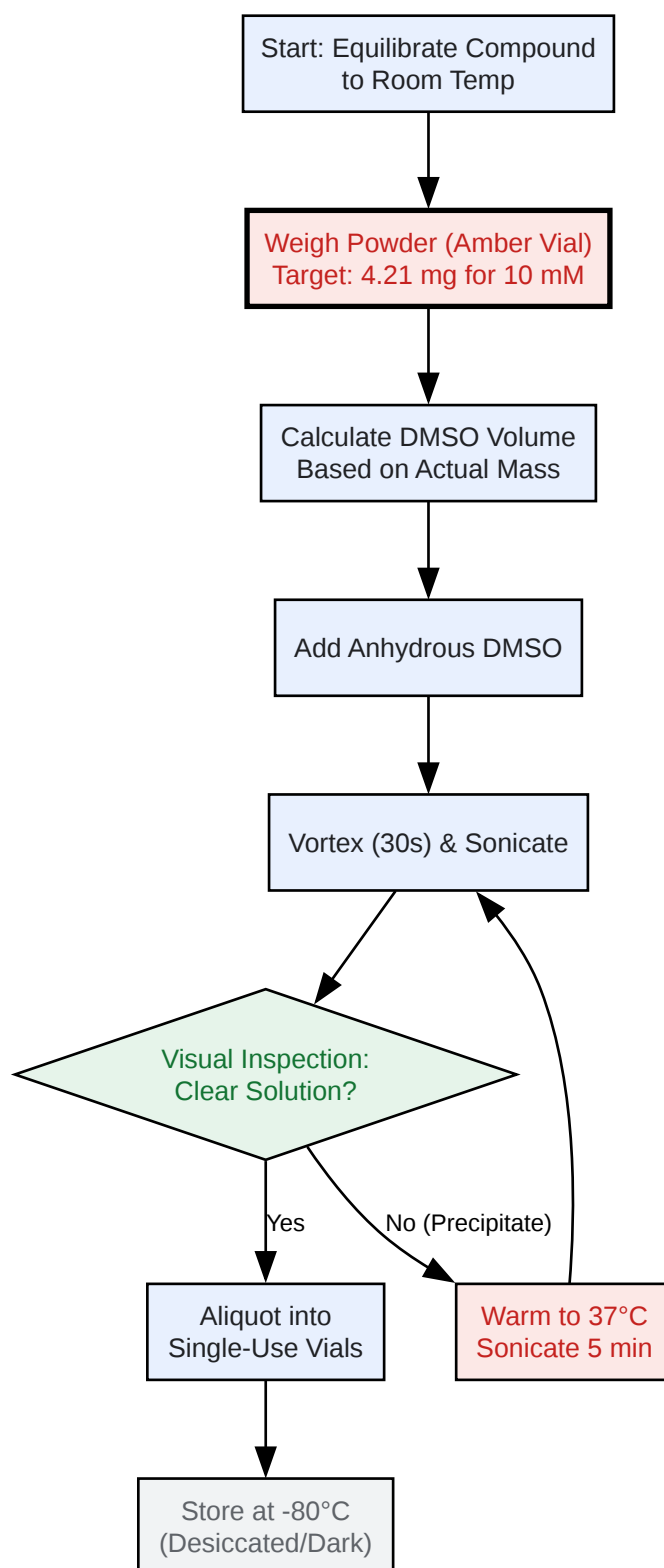 Start: Equilibrate Compound
to Room Temp
Weigh Powder (Amber Vial)
Target: 4.21 mg for 10 mM
Calculate DMSO Volume
Based on Actual Mass
Add Anhydrous DMSO
Vortex (30s) & Sonicate
Visual Inspection:
Clear Solution?
Yes
No (Precipitate)
Aliquot into
Single-Use Vials
Warm to 37°C
Sonicate 5 min
Store at -80°C
(Desiccated/Dark)